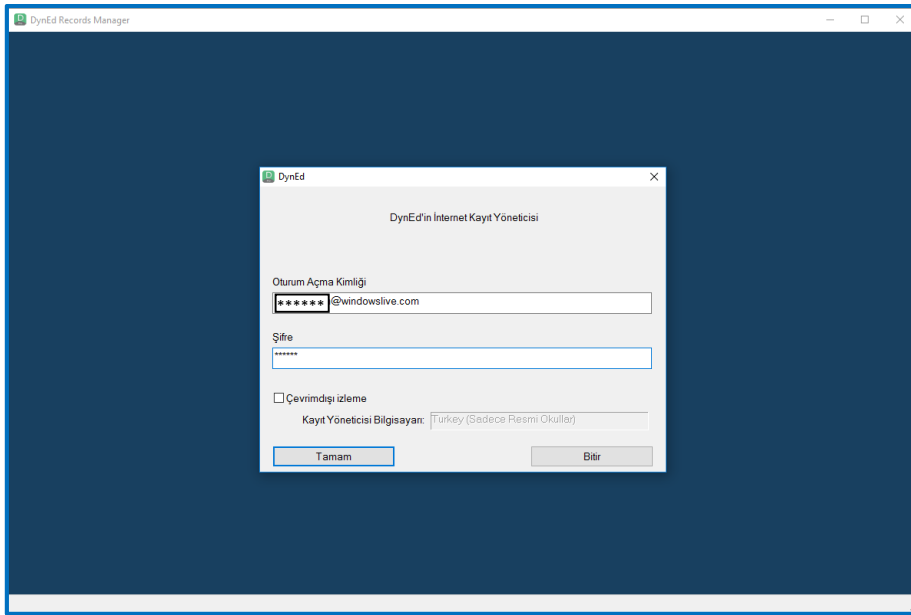 DynEd Records Manager
DynEd
DynEd'in İnternet Kayıt Yöneticisi
Oturum Açma Kimliği
******@windowslive.com
Şifre
******
Çevrimdışı izleme
Kayıt Yöneticisi Bilgisayarı: Turkey (Sadece Resmi Okullar)
Tamam Bitir